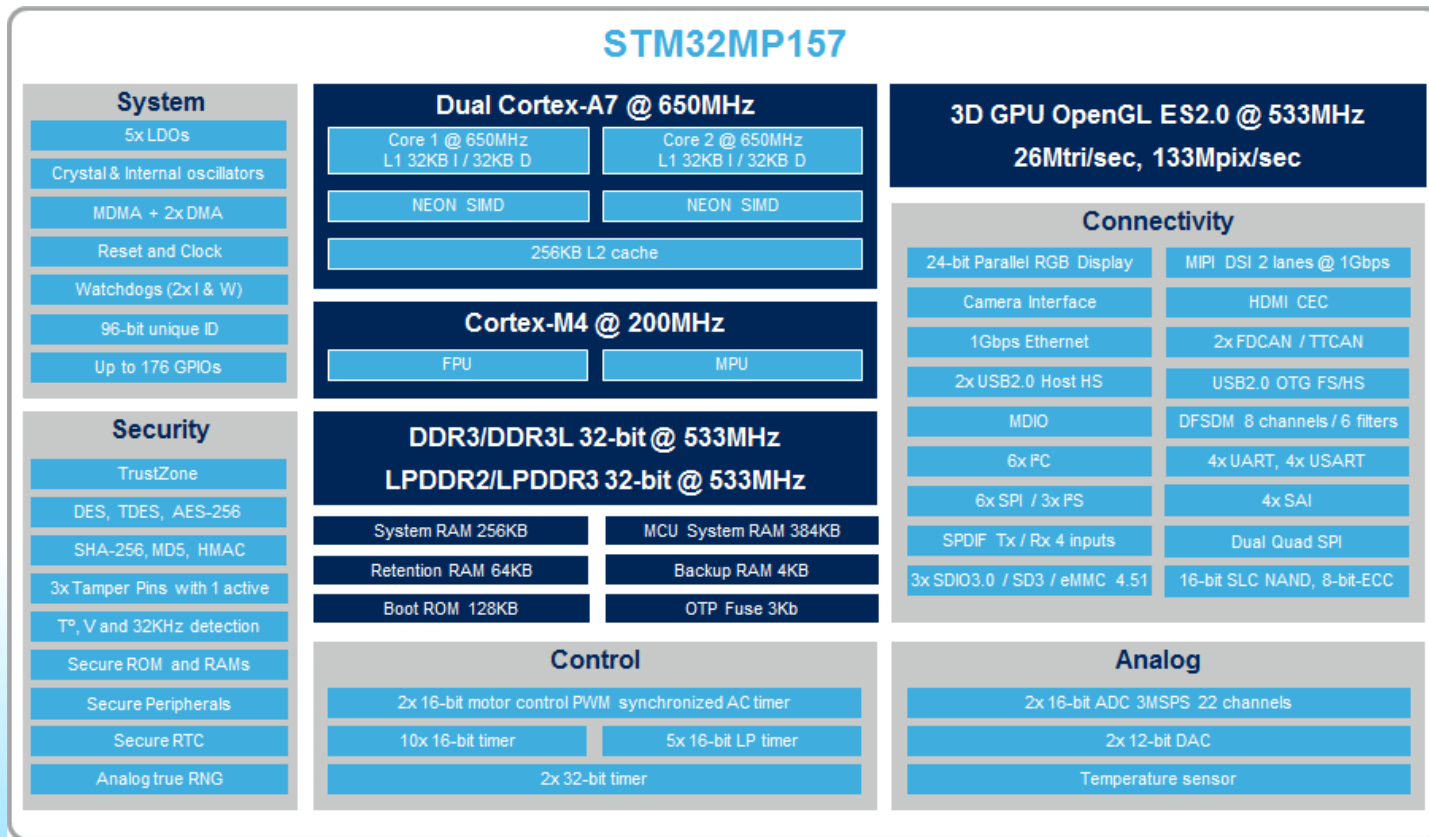 STM32MP157
System
5x LDOs
Crystal & Internal oscillators
MDMA + 2x DMA
Reset and Clock
Watchdogs (2x I & W)
96-bit unique ID
Up to 176 GPIOs
Security
TrustZone
DES, TDES, AES-256
SHA-256, MD5, HMAC
3x Tamper Pins with 1 active
Tº, V and 32KHz detection
Secure ROM and RAMs
Secure Peripherals
Secure RTC
Analog true RNG
Dual Cortex-A7 @ 650MHz
Core 1 @ 650MHz
L1 32KB I / 32KB D
Core 2 @ 650MHz
L1 32KB I / 32KB D
NEON SIMD
NEON SIMD
256KB L2 cache
Cortex-M4 @ 200MHz
FPU
MPU
DDR3/DDR3L 32-bit @ 533MHz
LPDDR2/LPDDR3 32-bit @ 533MHz
System RAM 256KB
MCU System RAM 384KB
Retention RAM 64KB
Backup RAM 4KB
Boot ROM 128KB
OTP Fuse 3Kb
Control
2x 16-bit motor control PWM synchronized AC timer
10x 16-bit timer
5x 16-bit LP timer
2x 32-bit timer
3D GPU OpenGL ES2.0 @ 533MHz
26Mtri/sec, 133Mpix/sec
Connectivity
24-bit Parallel RGB Display
MIPI DSI 2 lanes @ 1Gbps
Camera Interface
HDMI CEC
1Gbps Ethernet
2x FDCAN / TTCAN
2x USB2.0 Host HS
USB2.0 OTG FS/HS
MDIO
DFSDM 8 channels / 6 filters
6x I²C
4x UART, 4x USART
6x SPI / 3x I²S
4x SAI
SPDIF Tx / Rx 4 inputs
Dual Quad SPI
3x SDIO3.0 / SD3 / eMMC 4.51
16-bit SLC NAND, 8-bit-ECC
Analog
2x 16-bit ADC 3MSPS 22 channels
2x 12-bit DAC
Temperature sensor